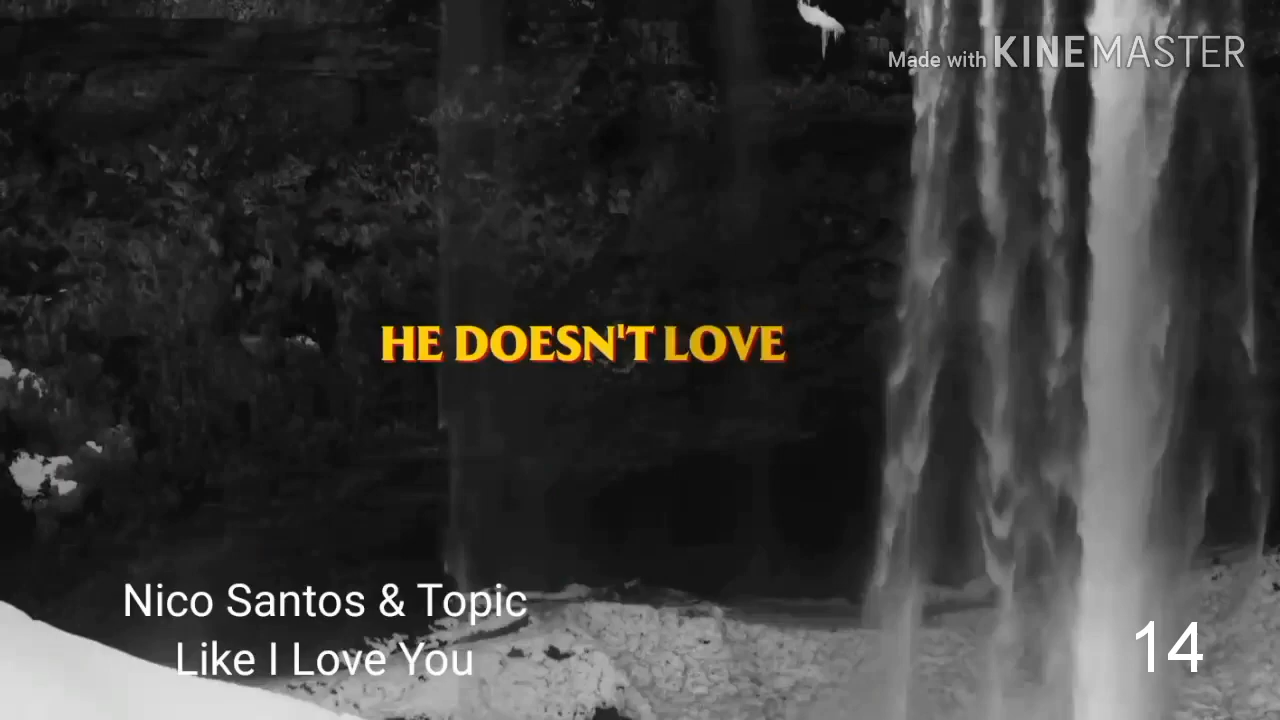 Made with KINEMASTER
HE DOESN'T LOVE
Nico Santos & Topic
Like I Love You
14